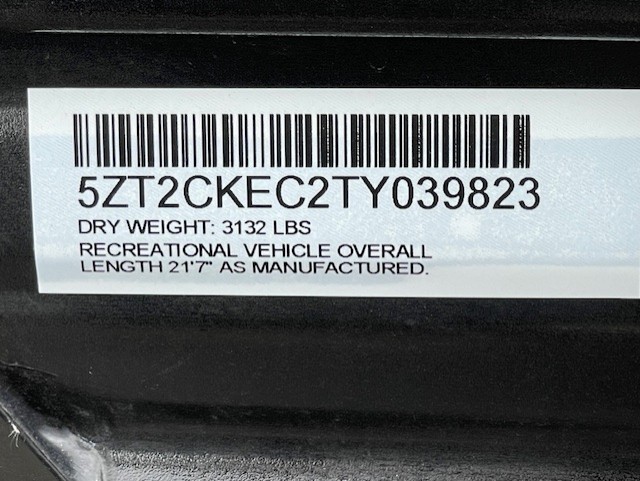 5ZT2CKEC2TY039823
DRY WEIGHT: 3132 LBS
RECREATIONAL VEHICLE OVERALL
LENGTH 21'7" AS MANUFACTURED.